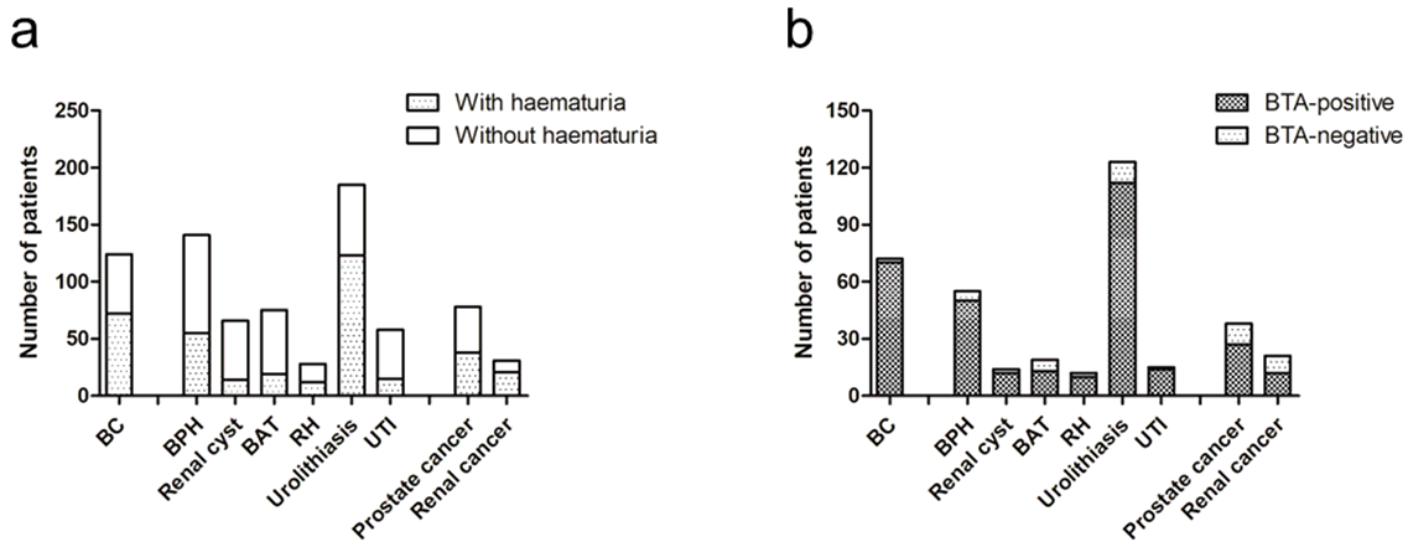 a
With haematuria
Without haematuria
Number of patients
250
200
150
100
50
0
BC
BPH
Renal cyst
BAT
RH
Urolithiasis
UTI
Prostate cancer
Renal cancer
b
BTA-positive
BTA-negative
Number of patients
150
120
90
60
30
0
BC
BPH
Renal cyst
BAT
RH
Urolithiasis
UTI
Prostate cancer
Renal cancer